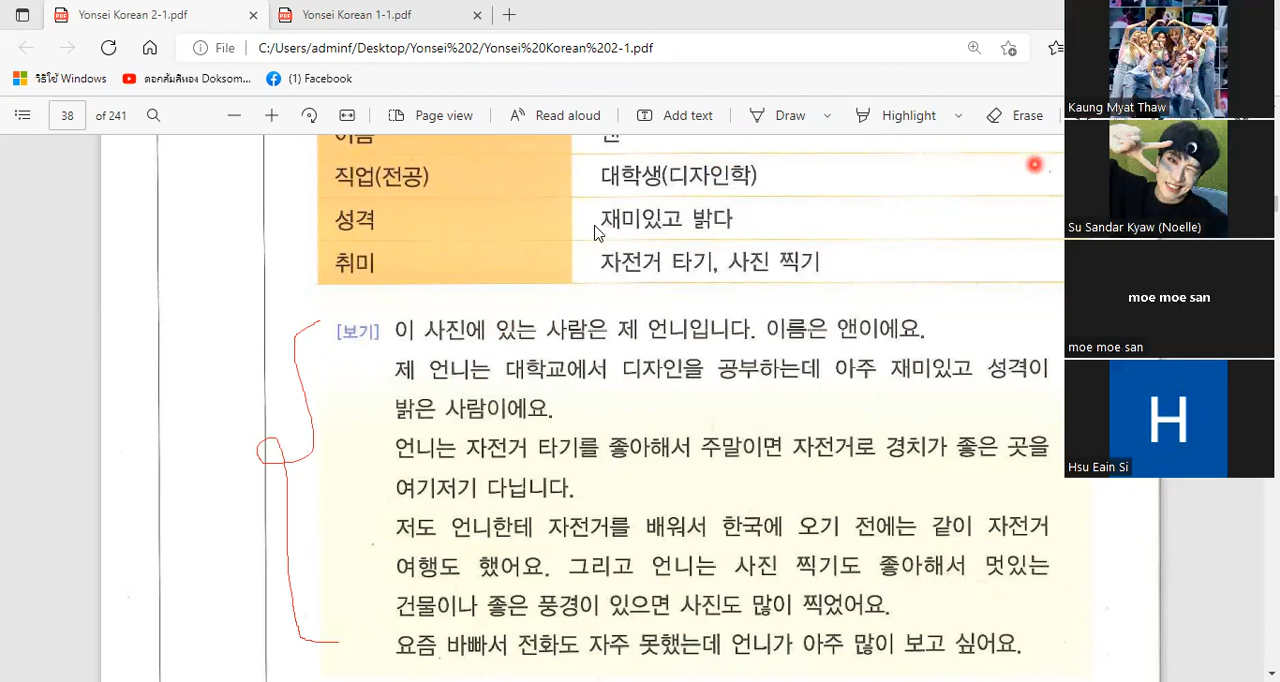 Yonsei Korean 2-1.pdf
Yonsei Korean 1-1.pdf
File
C:/Users/adminf/Desktop/Yonsei%202/Yonsei%20Korean%202-1.pdf
วิธีใช้ Windows
ดอกส้มสีทอง Doksom...
(1) Facebook
38 of 241
Page view
Read aloud
Add text
Draw
Highlight
Erase
직업(전공) 대학생(디자인학)
성격 재미있고 밝다
취미 자전거 타기, 사진 찍기
[보기] 이 사진에 있는 사람은 제 언니입니다. 이름은 앤이에요.
제 언니는 대학교에서 디자인을 공부하는데 아주 재미있고 성격이
밝은 사람이에요.
언니는 자전거 타기를 좋아해서 주말이면 자전거로 경치가 좋은 곳을
여기저기 다닙니다.
저도 언니한테 자전거를 배워서 한국에 오기 전에는 같이 자전거
여행도 했어요. 그리고 언니는 사진 찍기도 좋아해서 멋있는
건물이나 좋은 풍경이 있으면 사진도 많이 찍었어요.
요즘 바빠서 전화도 자주 못했는데 언니가 아주 많이 보고 싶어요.
Kaung Myat Thaw
Su Sandar Kyaw (Noelle)
moe moe san
moe moe san
H
Hsu Eain Si